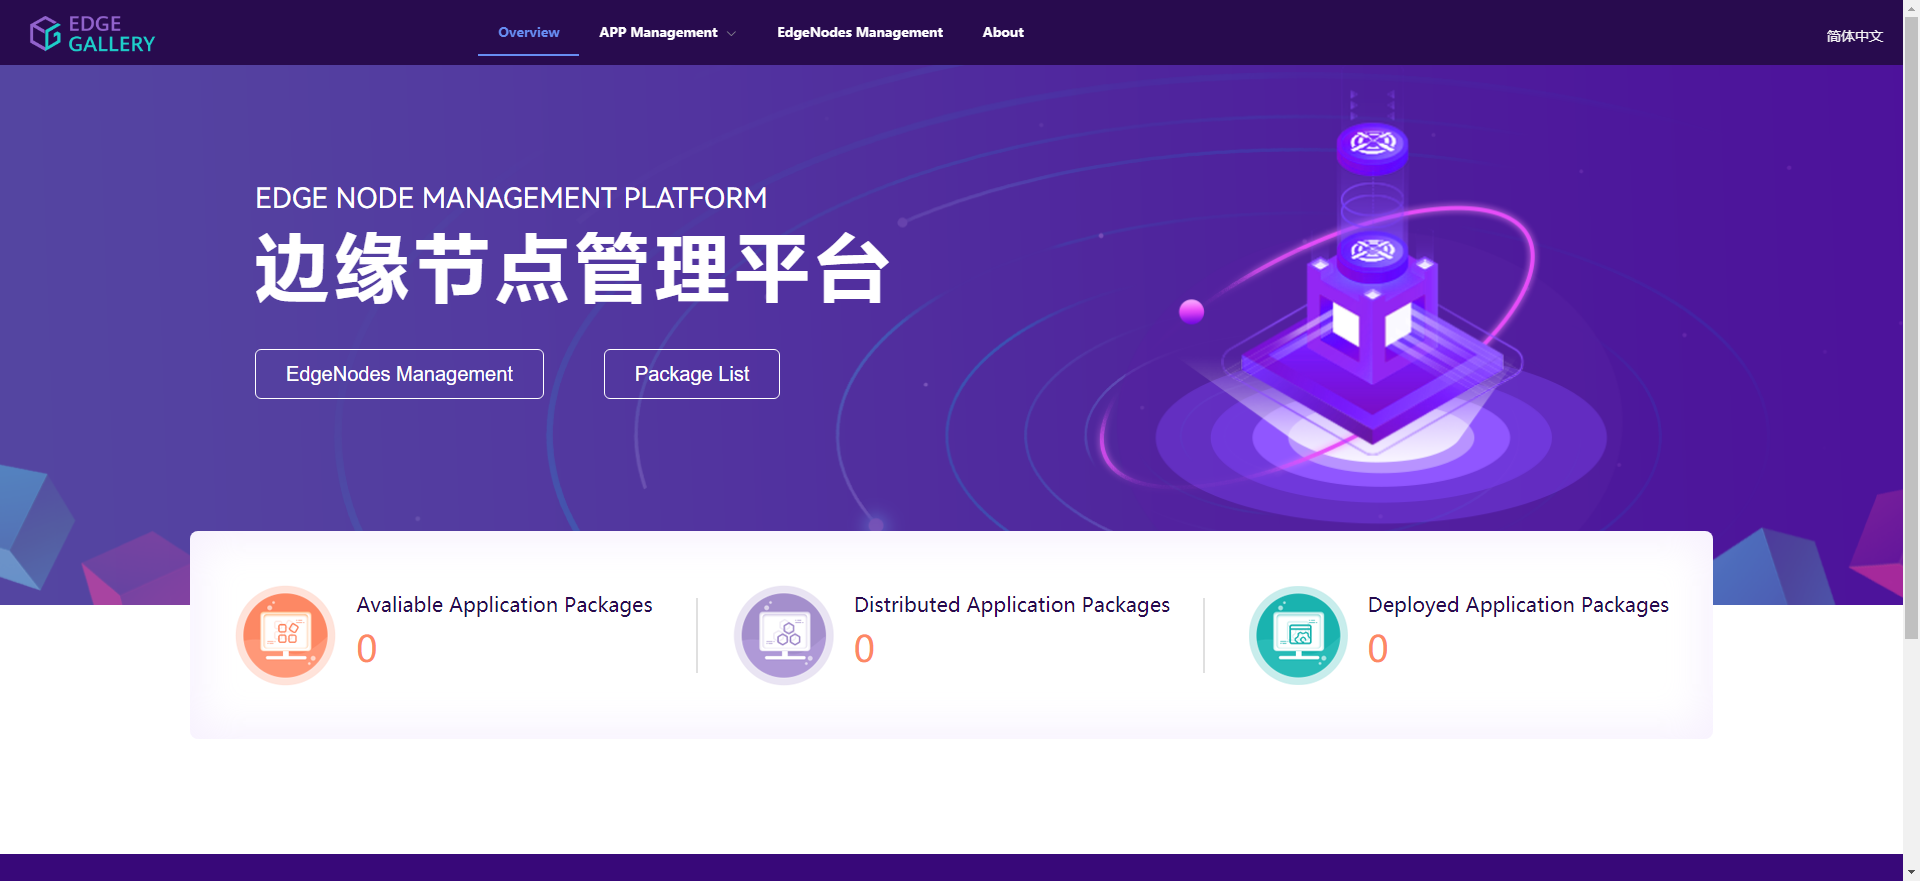 EDGE
GALLERY
Overview
APP Management
EdgeNodes Management
About
简体中文
EDGE NODE MANAGEMENT PLATFORM
边缘节点管理平台
EdgeNodes Management
Package List
Avaliable Application Packages
0
Distributed Application Packages
0
Deployed Application Packages
0